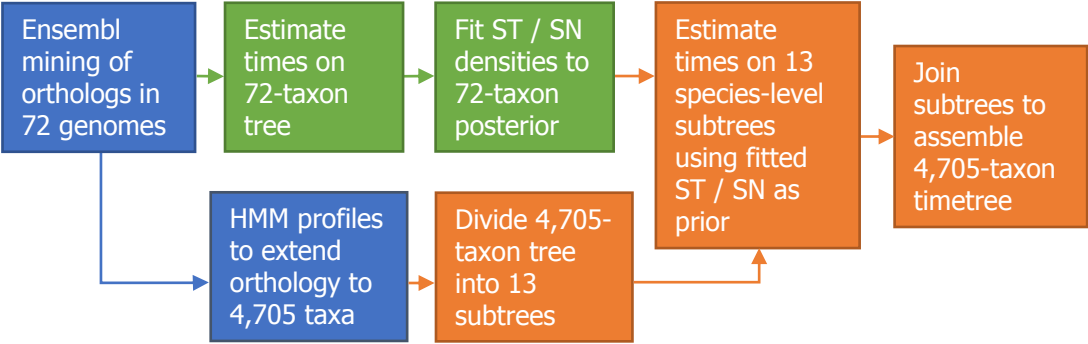 Ensembl
mining of
orthologs in
72 genomes
Estimate
times on
72-taxon
tree
Fit ST / SN
densities to
72-taxon
posterior
Estimate
times on 13
species-level
subtrees
using fitted
ST / SN as
prior
Join
subtrees to
assemble
4,705-taxon
timetree
HMM profiles
to extend
orthology to
4,705 taxa
Divide 4,705-
taxon tree
into 13
subtrees